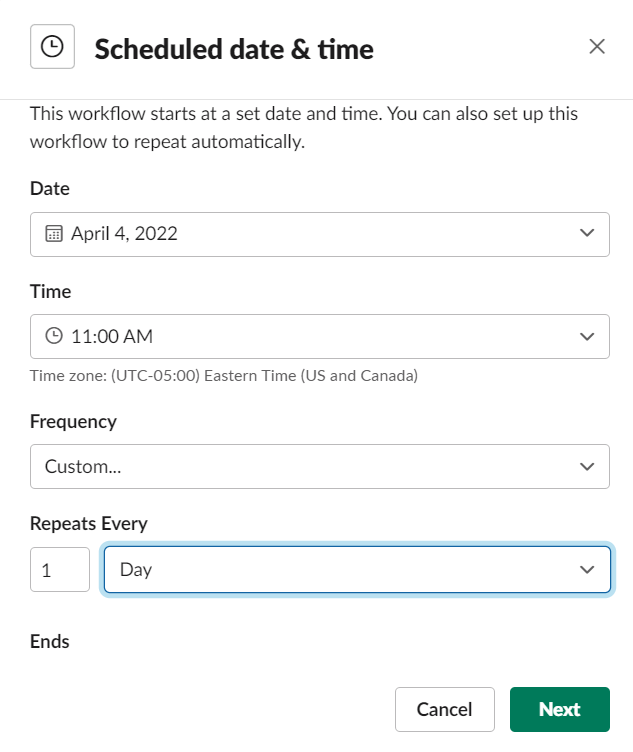 Scheduled date & time
This workflow starts at a set date and time. You can also set up this
workflow to repeat automatically.
Date
April 4, 2022
Time
11:00 AM
Time zone: (UTC-05:00) Eastern Time (US and Canada)
Frequency
Custom...
Repeats Every
1 Day
Ends
Cancel Next